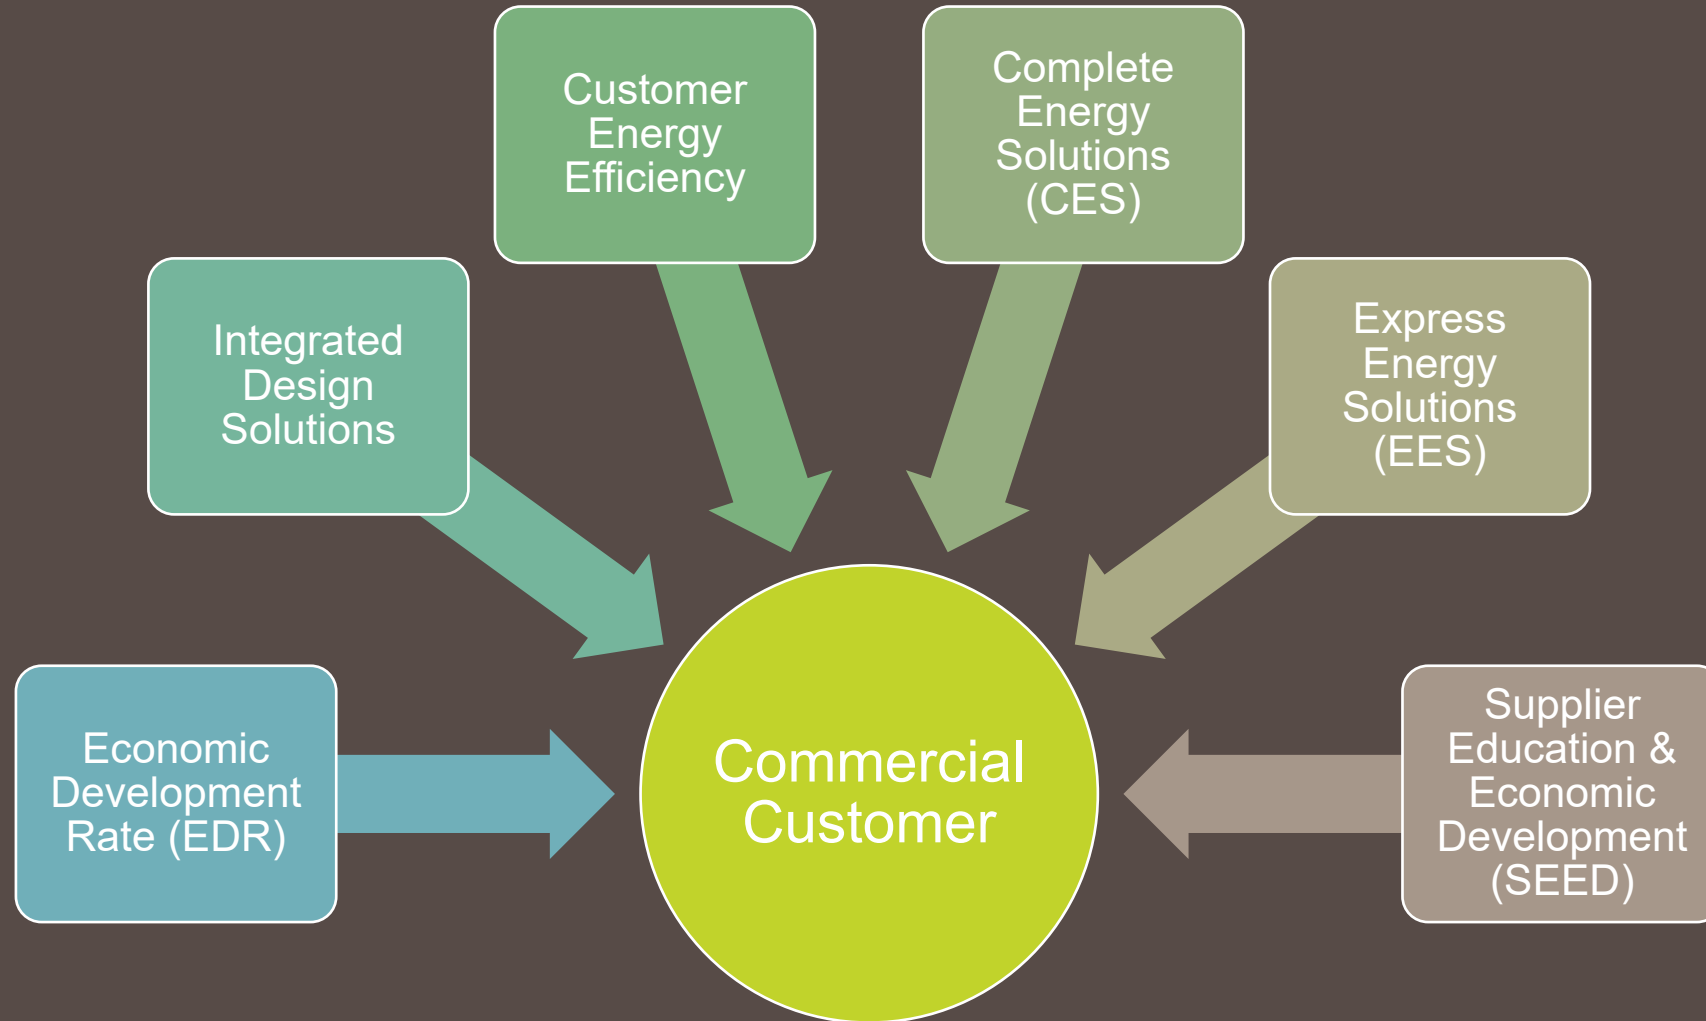 Customer
Energy
Efficiency
Complete
Energy
Solutions
(CES)
Integrated
Design
Solutions
Express
Energy
Solutions
(EES)
Economic
Development
Rate (EDR)
Commercial
Customer
Supplier
Education &
Economic
Development
(SEED)